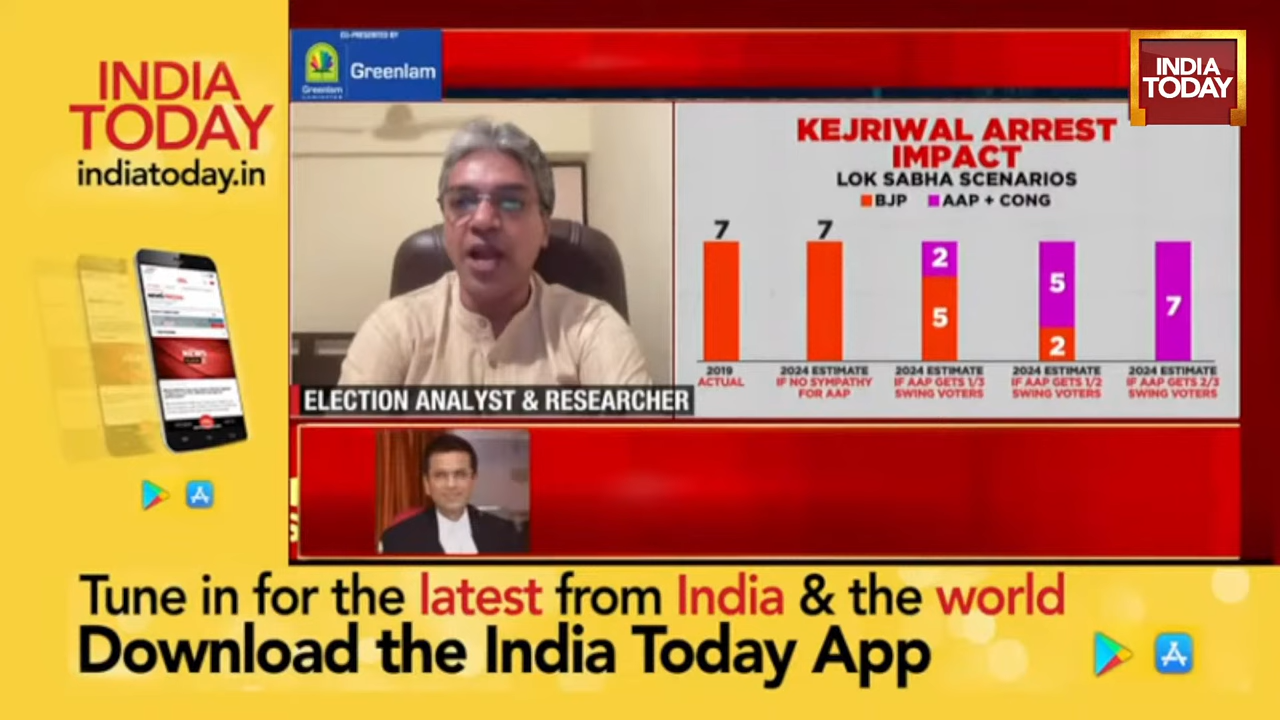 INDIA
TODAY
indiatoday.in
CO-PRESENTED BY
Greenlam
Greenlam
INDIA
TODAY
KEJRIWAL ARREST
IMPACT
LOK SABHA SCENARIOS
BJP AAP + CONG
7 7 2 5 5 2 7
2019
ACTUAL
2024 ESTIMATE
IF NO SYMPATHY
FOR AAP
2024 ESTIMATE
IF AAP GETS 1/3
SWING VOTERS
2024 ESTIMATE
IF AAP GETS 1/2
SWING VOTERS
2024 ESTIMATE
IF AAP GETS 2/3
SWING VOTERS
ELECTION ANALYST & RESEARCHER
Tune in for the latest from India & the world
Download the India Today App